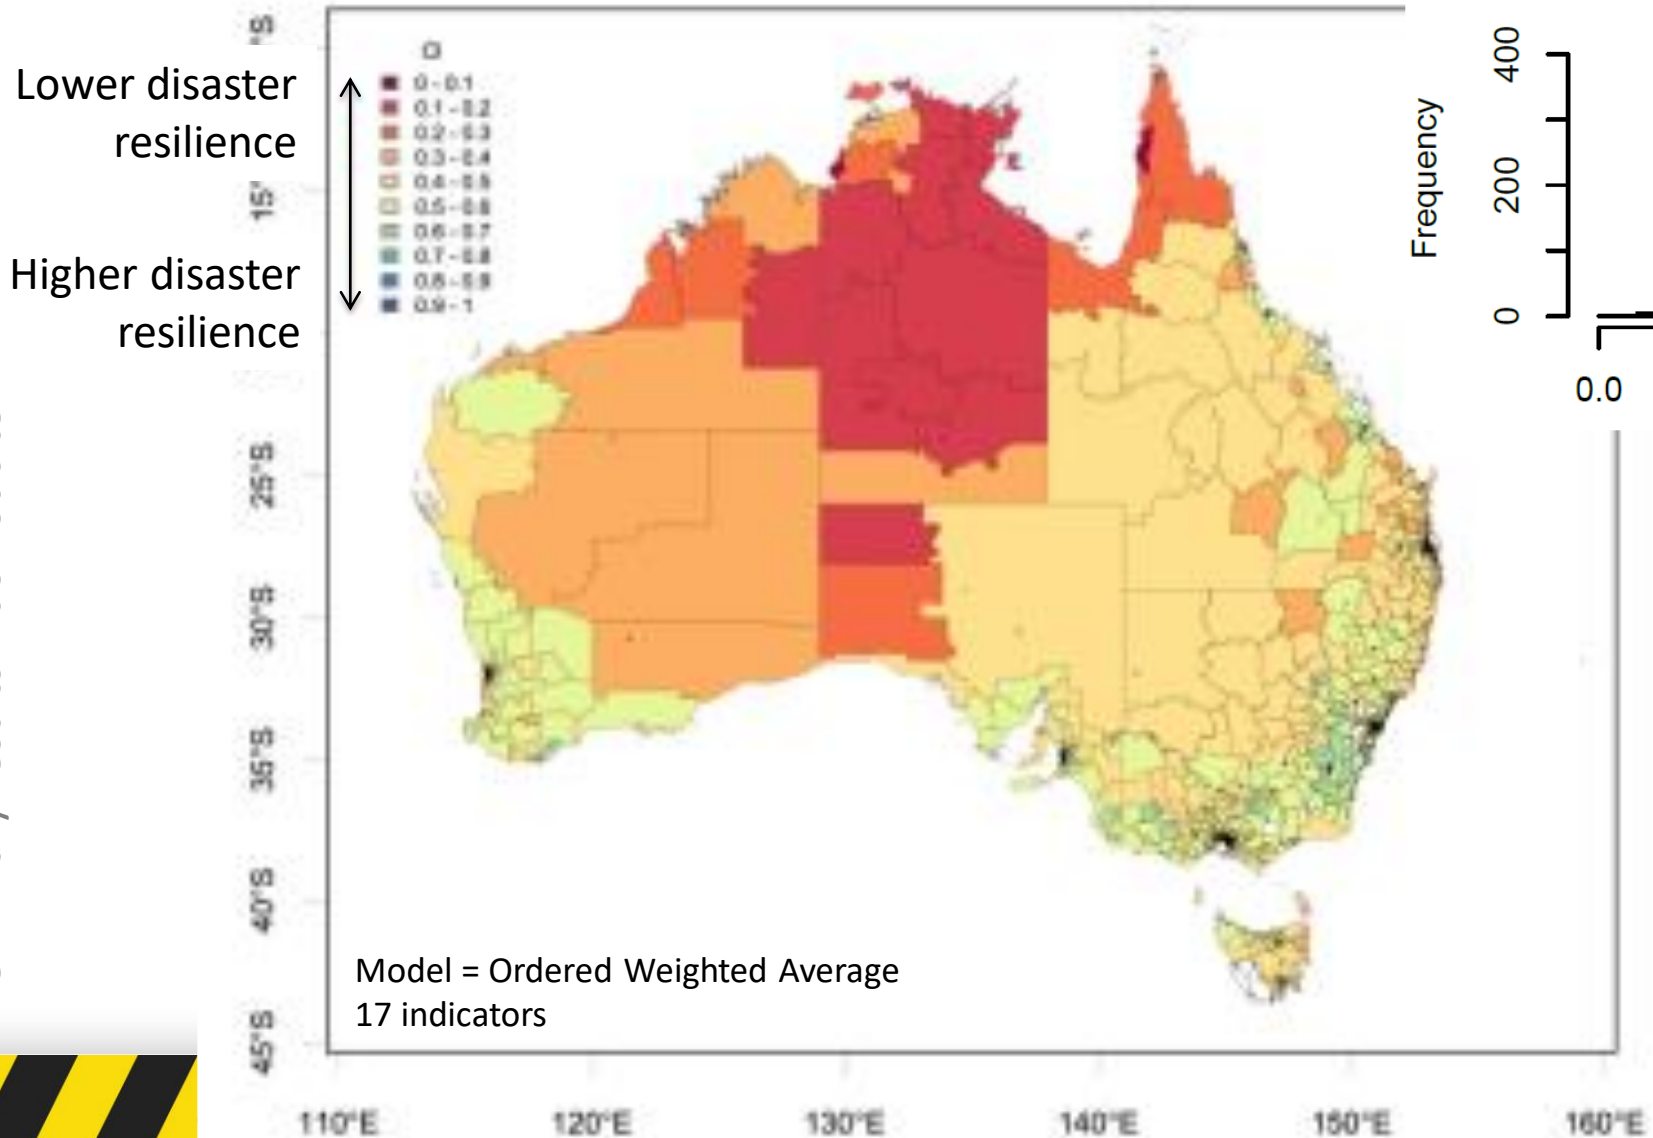 Lower disaster
resilience
Higher disaster
resilience
0 - 0.1
0.1 - 0.2
0.2 - 0.3
0.3 - 0.4
0.4 - 0.5
0.5 - 0.6
0.6 - 0.7
0.7 - 0.8
0.8 - 0.9
0.9 - 1
Model = Ordered Weighted Average
17 indicators
15°
25°S
30°S
35°S
40°S
45°S
110°E 120°E 130°E 140°E 150°E 160°E
Frequency
400
200
0
0.0